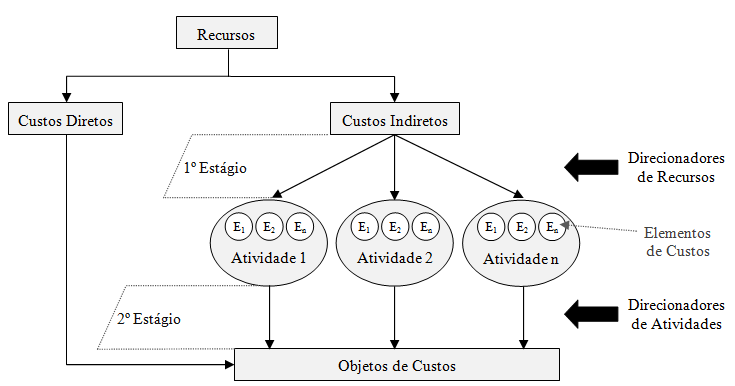 Recursos
Custos Diretos
Custos Indiretos
1º Estágio
Direcionadores
de Recursos
E1 E2 En
E1 E2 En
E1 E2 En
Atividade 1
Atividade 2
Atividade n
Elementos
de Custos
2º Estágio
Direcionadores
de Atividades
Objetos de Custos